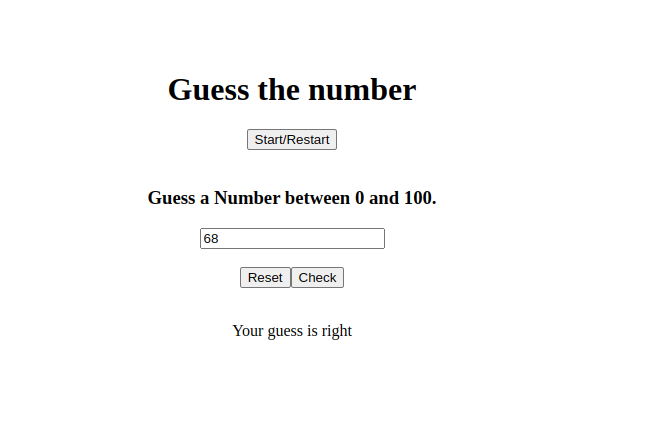 Guess the number
Start/Restart
Guess a Number between 0 and 100.
68
Reset Check
Your guess is right